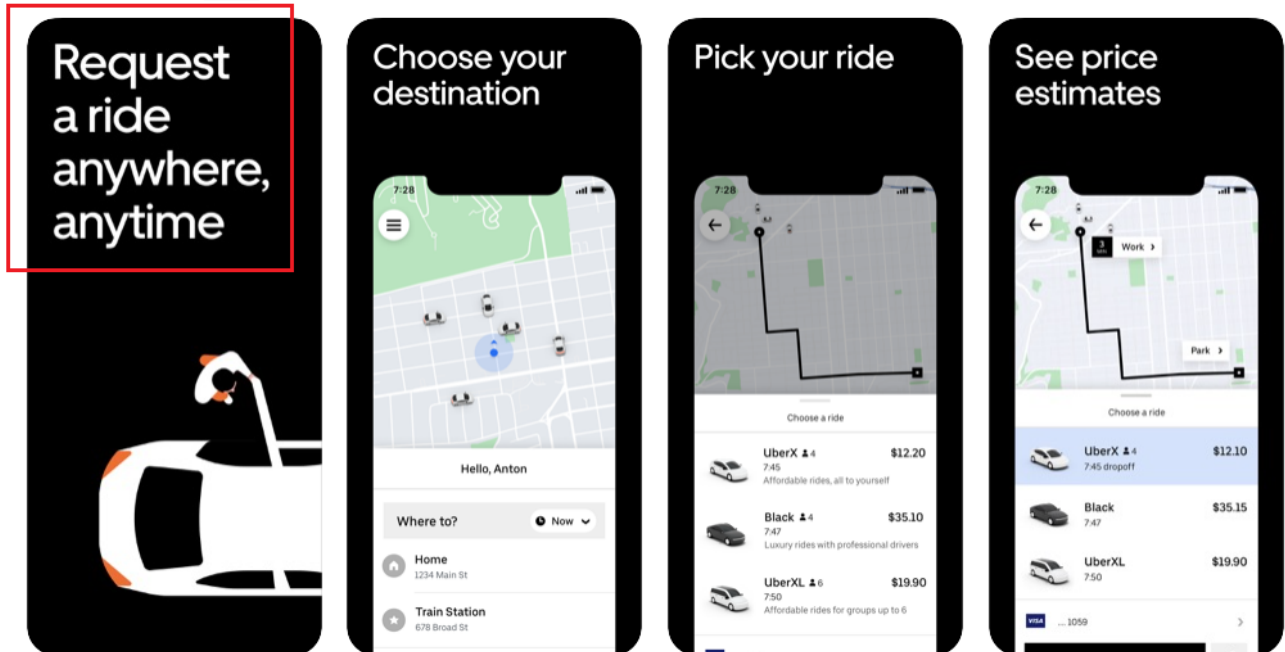 Request
a ride
anywhere,
anytime
Choose your
destination
7:28
Hello, Anton
Where to?
Now
Home
1234 Main St
Train Station
678 Broad St
Pick your ride
7:28
Choose a ride
UberX 4 $12.20
7:45
Affordable rides, all to yourself
Black 4 $35.10
7:47
Luxury rides with professional drivers
UberXL 6 $19.90
7:50
Affordable rides for groups up to 6
VISA
See price
estimates
7:28
3 Work >
Park >
Choose a ride
UberX 4 $12.10
7:45 dropoff
Black $35.15
7:47
UberXL $19.90
7:50
VISA ... 1059